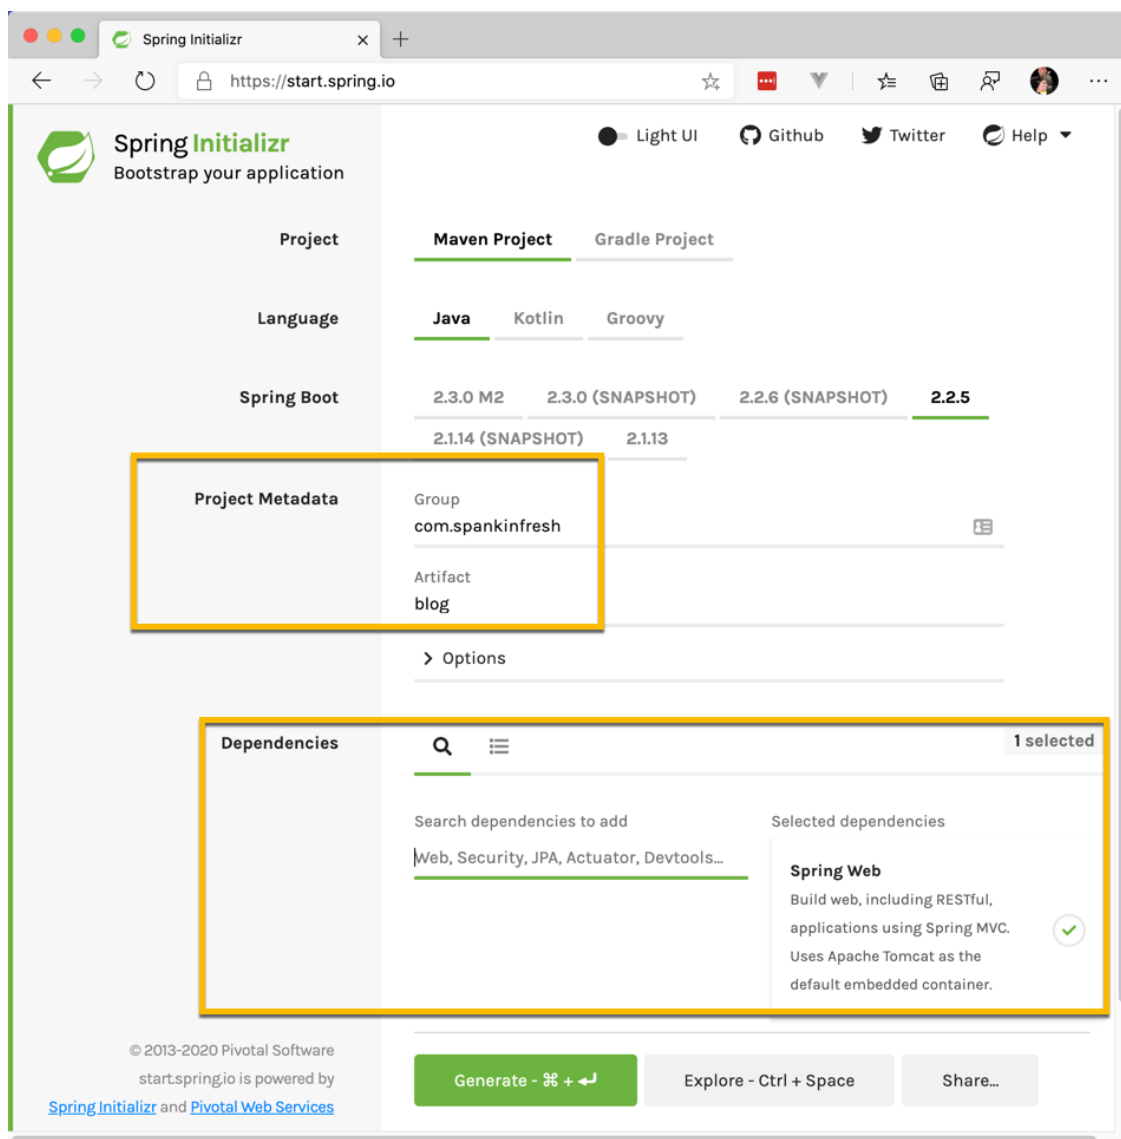 Spring Initializr
https://start.spring.io
Spring Initializr
Bootstrap your application
Light UI
Github
Twitter
Help
Project
Maven Project
Gradle Project
Language
Java
Kotlin
Groovy
Spring Boot
2.3.0 M2
2.3.0 (SNAPSHOT)
2.2.6 (SNAPSHOT)
2.2.5
2.1.14 (SNAPSHOT)
2.1.13
Project Metadata
Group
com.spankinfresh
Artifact
blog
Options
Dependencies
1 selected
Search dependencies to add
Web, Security, JPA, Actuator, Devtools...
Selected dependencies
Spring Web
Build web, including RESTful,
applications using Spring MVC.
Uses Apache Tomcat as the
default embedded container.
© 2013-2020 Pivotal Software
start.spring.io is powered by
Spring Initializr and Pivotal Web Services
Generate - ⌘ + ↵
Explore - Ctrl + Space
Share...